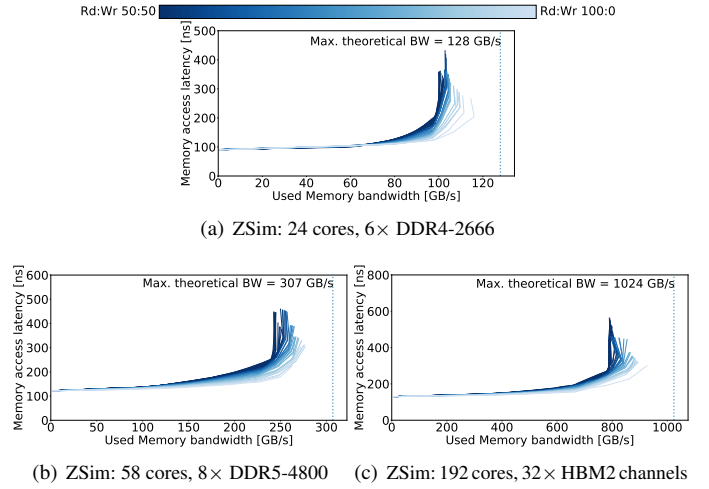 Rd:Wr 50:50 Rd:Wr 100:0
Max. theoretical BW = 128 GB/s
Memory access latency [ns]
500
400
300
200
100
0
0 20 40 60 80 100 120
Used Memory bandwidth [GB/s]
(a) ZSim: 24 cores, 6× DDR4-2666
Max. theoretical BW = 307 GB/s
Memory access latency [ns]
600
500
400
300
200
100
0
0 50 100 150 200 250 300
Used Memory bandwidth [GB/s]
(b) ZSim: 58 cores, 8× DDR5-4800
Max. theoretical BW = 1024 GB/s
Memory access latency [ns]
800
600
400
200
0
0 200 400 600 800 1000
Used Memory bandwidth [GB/s]
(c) ZSim: 192 cores, 32× HBM2 channels